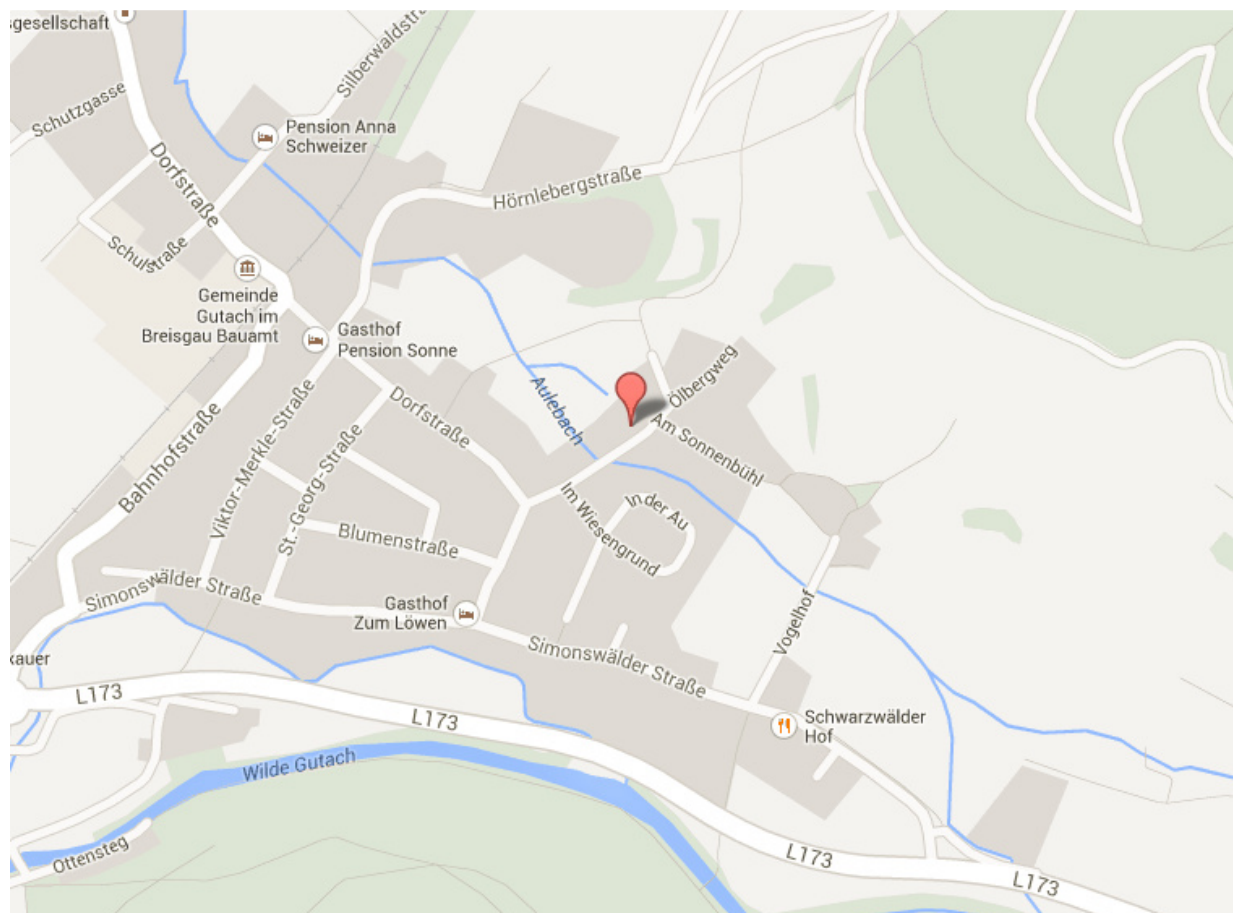 sgesellschaft
Silberwaldstra
Schutzgasse
Pension Anna
Schweizer
Dorfstraße
Hörnlebergstraße
Schulstraße
Gemeinde
Gutach im
Breisgau Bauamt
Gasthof
Pension Sonne
Ölbergweg
Aulebach
Dorfstraße
Am Sonnenbühl
Viktor-Merkle-Straße
Bahnhofstraße
St.-Georg-Straße
In der Au
Im Wiesengrund
Blumenstraße
Simonswälder Straße
Gasthof
Zum Löwen
Vogelhof
Simonswälder Straße
xauer
L173
L173
Schwarzwälder
Hof
Wilde Gutach
Ottensteg
L173
L173